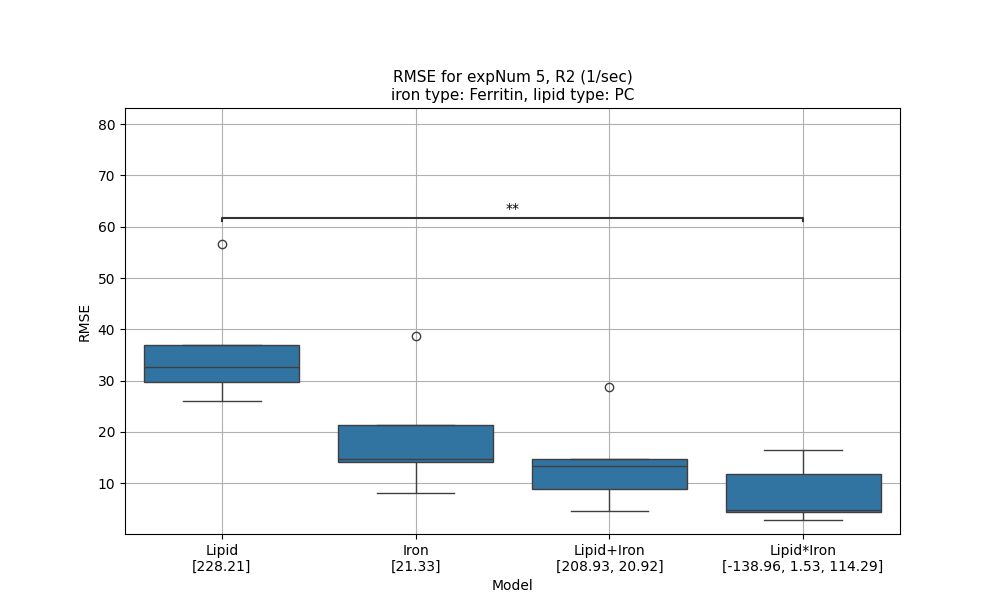 RMSE for expNum 5, R2 (1/sec)
iron type: Ferritin, lipid type: PC
80
70
60
50
40
30
20
10
RMSE
**
Lipid
[228.21]
Iron
[21.33]
Lipid+Iron
[208.93, 20.92]
Lipid*Iron
[-138.96, 1.53, 114.29]
Model